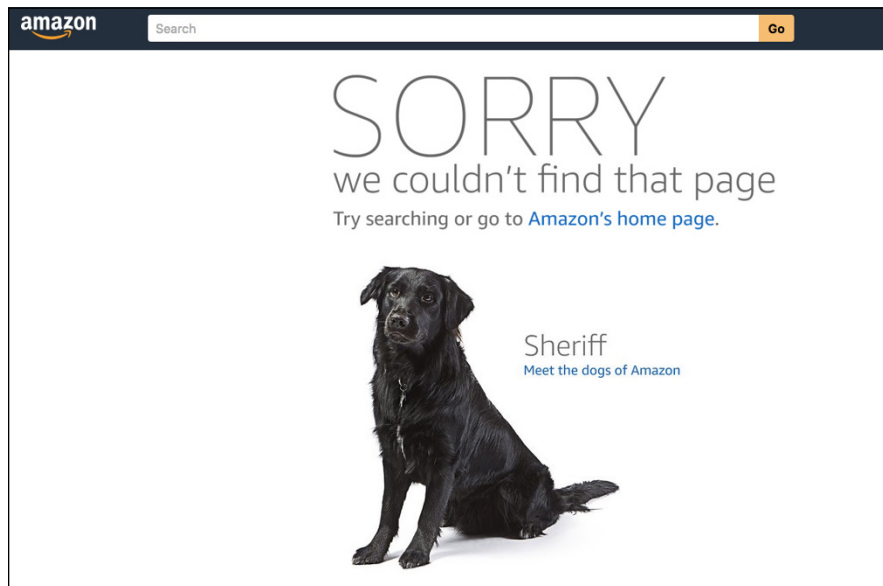 amazon
Search
Go
SORRY
we couldn't find that page
Try searching or go to Amazon's home page.
Sheriff
Meet the dogs of Amazon